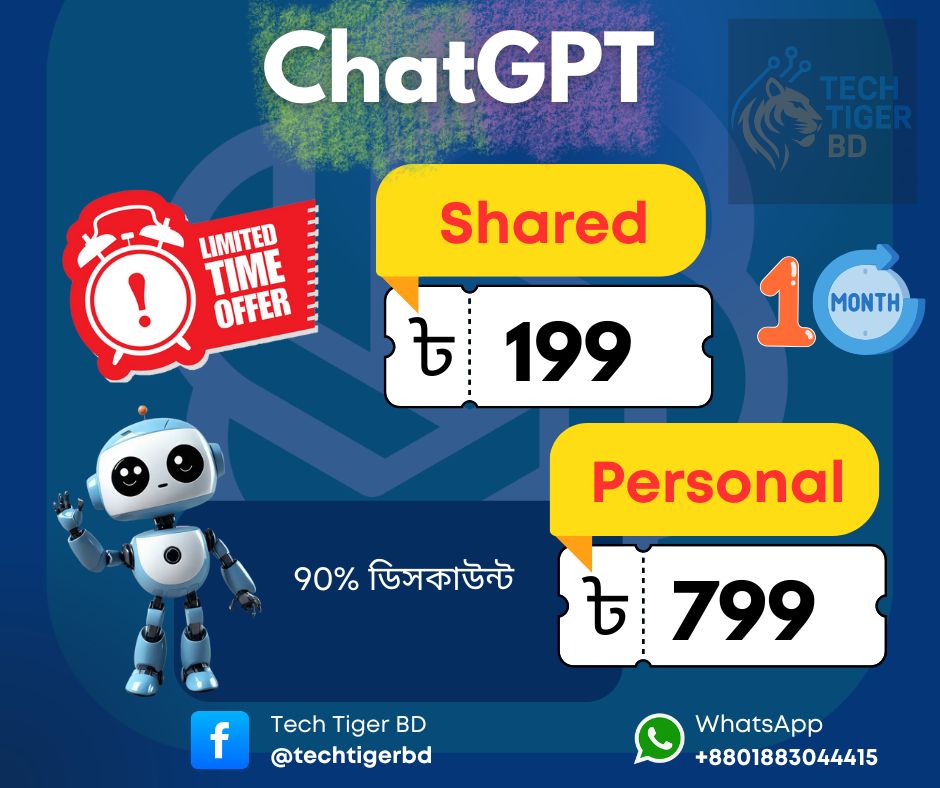 ChatGPT
TECH
TIGER
BD
LIMITED
TIME
OFFER
Shared
৳ 199
1 MONTH
Personal
৳ 799
90% ডিসকাউন্ট
Tech Tiger BD
@techtigerbd
WhatsApp
+8801883044415